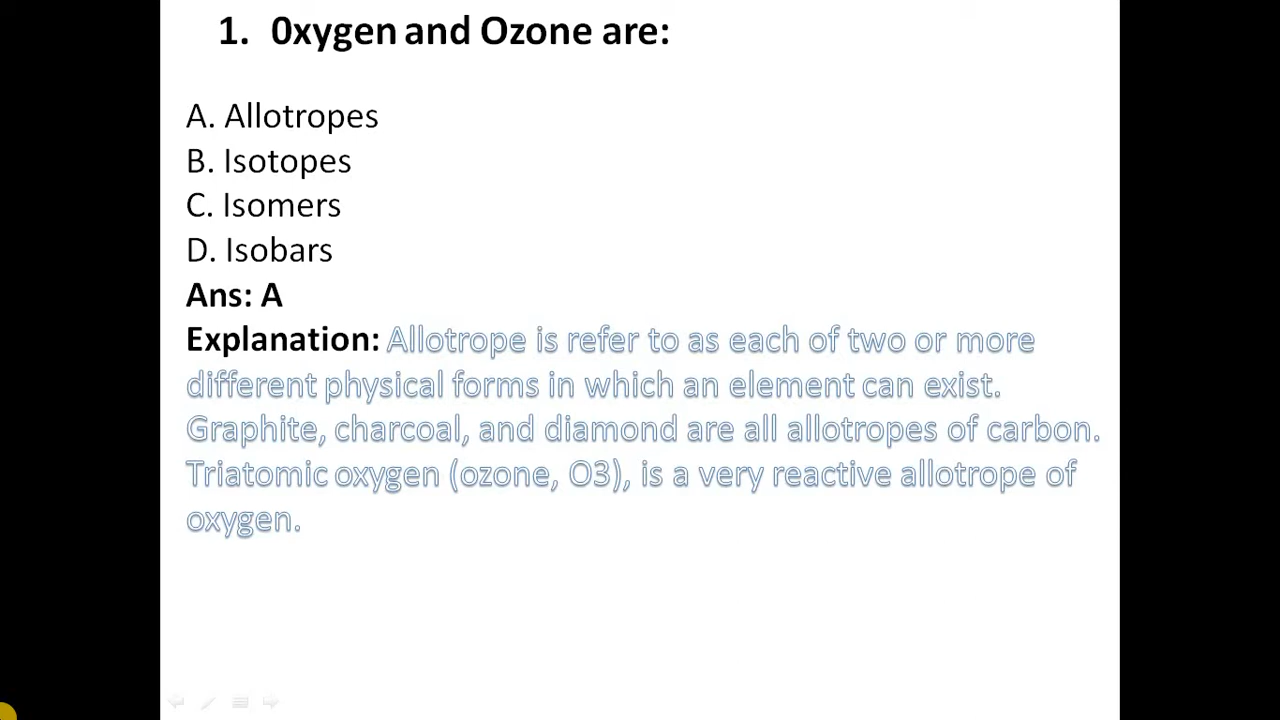 1. 0xygen and Ozone are:
A. Allotropes
B. Isotopes
C. Isomers
D. Isobars
Ans: A
Explanation: Allotrope is refer to as each of two or more
different physical forms in which an element can exist.
Graphite, charcoal, and diamond are all allotropes of carbon.
Triatomic oxygen (ozone, O3), is a very reactive allotrope of
oxygen.